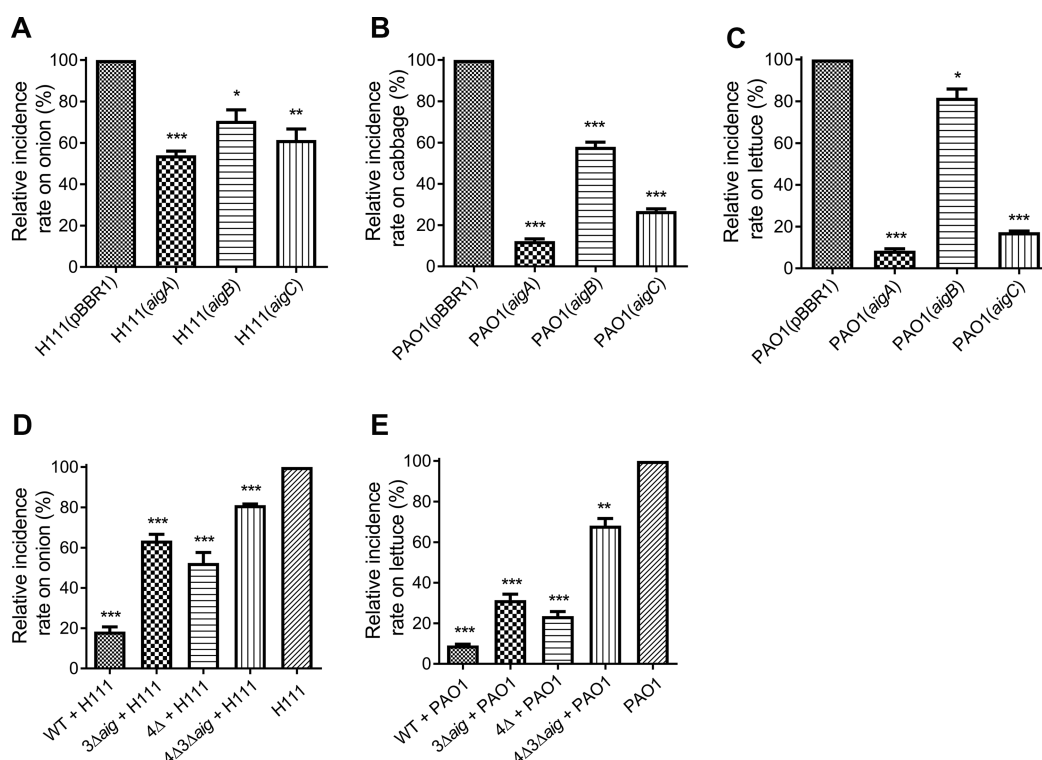 A
Relative incidence
rate on onion (%)
100
80
60
40
20
0
***
*
**
H111(pBBR1)
H111(aigA)
H111(aigB)
H111(aigC)
B
Relative incidence
rate on cabbage (%)
100
80
60
40
20
0
***
***
***
PAO1(pBBR1)
PAO1(aigA)
PAO1(aigB)
PAO1(aigC)
C
Relative incidence
rate on lettuce (%)
100
80
60
40
20
0
***
*
***
PAO1(pBBR1)
PAO1(aigA)
PAO1(aigB)
PAO1(aigC)
D
Relative incidence
rate on onion (%)
100
80
60
40
20
0
***
***
***
***
WT + H111
3Δaig + H111
4Δ + H111
4Δ3Δaig + H111
H111
E
Relative incidence
rate on lettuce (%)
100
80
60
40
20
0
***
***
***
**
WT + PAO1
3Δaig + PAO1
4Δ + PAO1
4Δ3Δaig + PAO1
PAO1